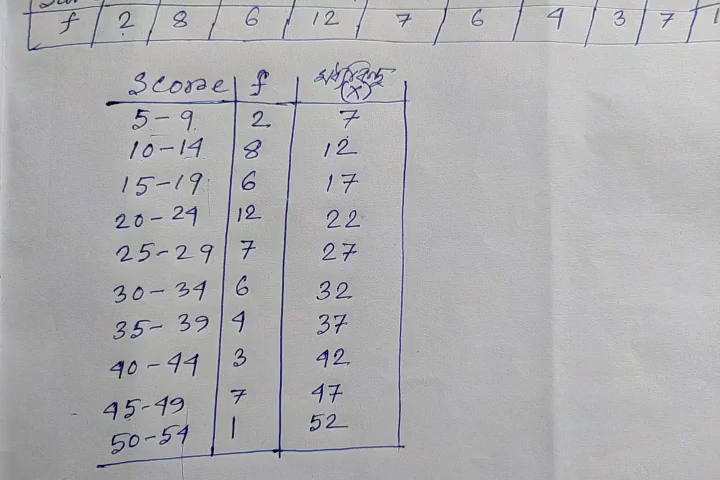 f 2 8 6 12 7 6 4 3 7 1
Score f (x)
5-9 2 7
10-14 8 12
15-19 6 17
20-24 12 22
25-29 7 27
30-34 6 32
35-39 4 37
40-44 3 42
45-49 7 47
50-54 1 52